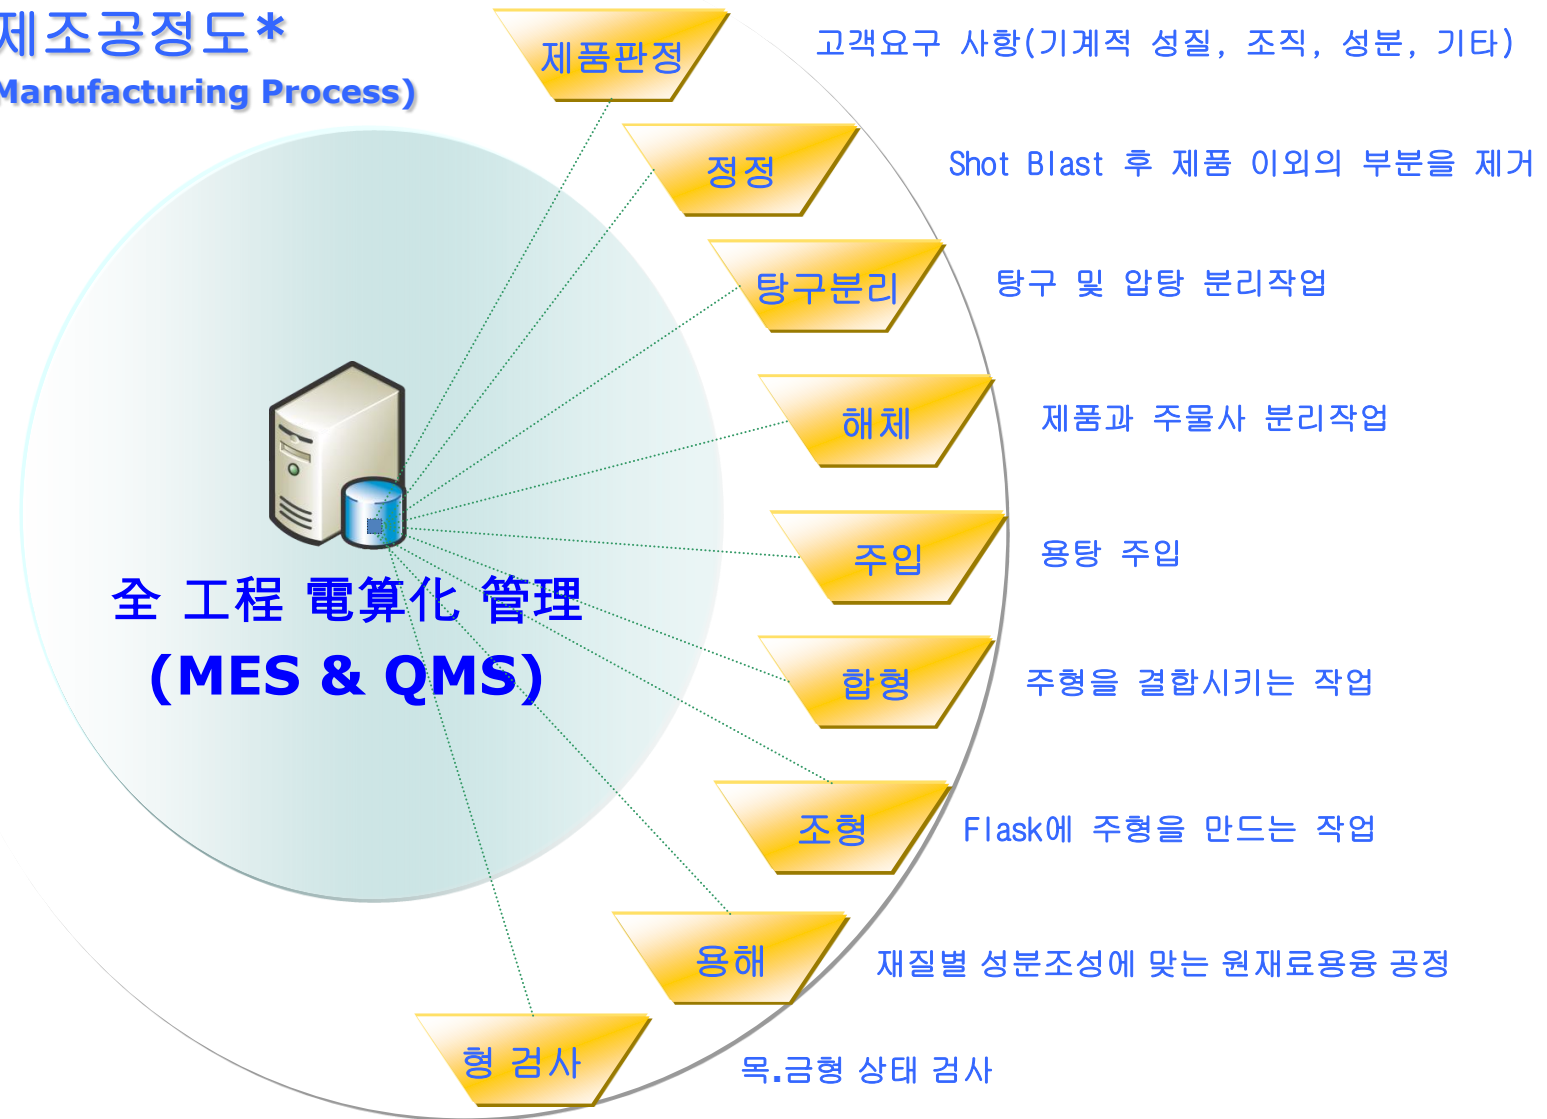 제조공정도*
Manufacturing Process)
제품판정
고객요구 사항(기계적 성질, 조직, 성분, 기타)
정정
Shot Blast 후 제품 이외의 부분을 제거
탕구분리
탕구 및 압탕 분리작업
해체
제품과 주물사 분리작업
주입
용탕 주입
全 工程 電算化 管理
(MES & QMS)
합형
주형을 결합시키는 작업
조형
Flask에 주형을 만드는 작업
용해
재질별 성분조성에 맞는 원재료용융 공정
형 검사
목.금형 상태 검사